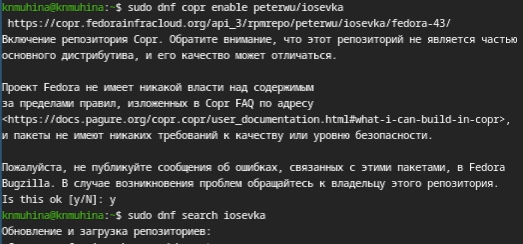 knmuhina@knmuhina:~$ sudo dnf copr enable peterwu/iosevka
https://copr.fedorainfracloud.org/api_3/rpmrepo/peterwu/iosevka/fedora-43/
Включение репозитория Copr. Обратите внимание, что этот репозиторий не является частью
основного дистрибутива, и его качество может отличаться.
Проект Fedora не имеет никакой власти над содержимым
за пределами правил, изложенных в Copr FAQ по адресу
<https://docs.pagure.org/copr.copr/user_documentation.html#what-i-can-build-in-copr>,
и пакеты не имеют никаких требований к качеству или уровню безопасности.
Пожалуйста, не публикуйте сообщения об ошибках, связанных с этими пакетами, в Fedora
Bugzilla. В случае возникновения проблем обращайтесь к владельцу этого репозитория.
Is this ok [y/N]: y
knmuhina@knmuhina:~$ sudo dnf search iosevka
Обновление и загрузка репозиториев: